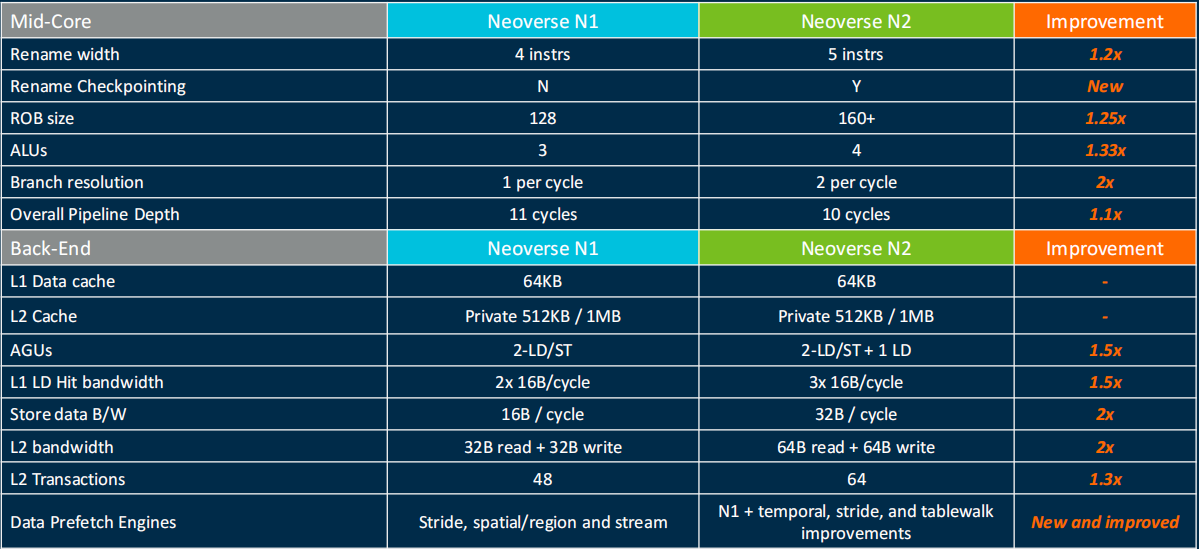 Mid-Core Neoverse N1 Neoverse N2 Improvement
Rename width 4 instrs 5 instrs 1.2x
Rename Checkpointing N Y New
ROB size 128 160+ 1.25x
ALUs 3 4 1.33x
Branch resolution 1 per cycle 2 per cycle 2x
Overall Pipeline Depth 11 cycles 10 cycles 1.1x
Back-End Neoverse N1 Neoverse N2 Improvement
L1 Data cache 64KB 64KB -
L2 Cache Private 512KB / 1MB Private 512KB / 1MB -
AGUs 2-LD/ST 2-LD/ST + 1 LD 1.5x
L1 LD Hit bandwidth 2x 16B/cycle 3x 16B/cycle 1.5x
Store data B/W 16B / cycle 32B / cycle 2x
L2 bandwidth 32B read + 32B write 64B read + 64B write 2x
L2 Transactions 48 64 1.3x
Data Prefetch Engines Stride, spatial/region and stream N1 + temporal, stride, and tablewalk
improvements New and improved